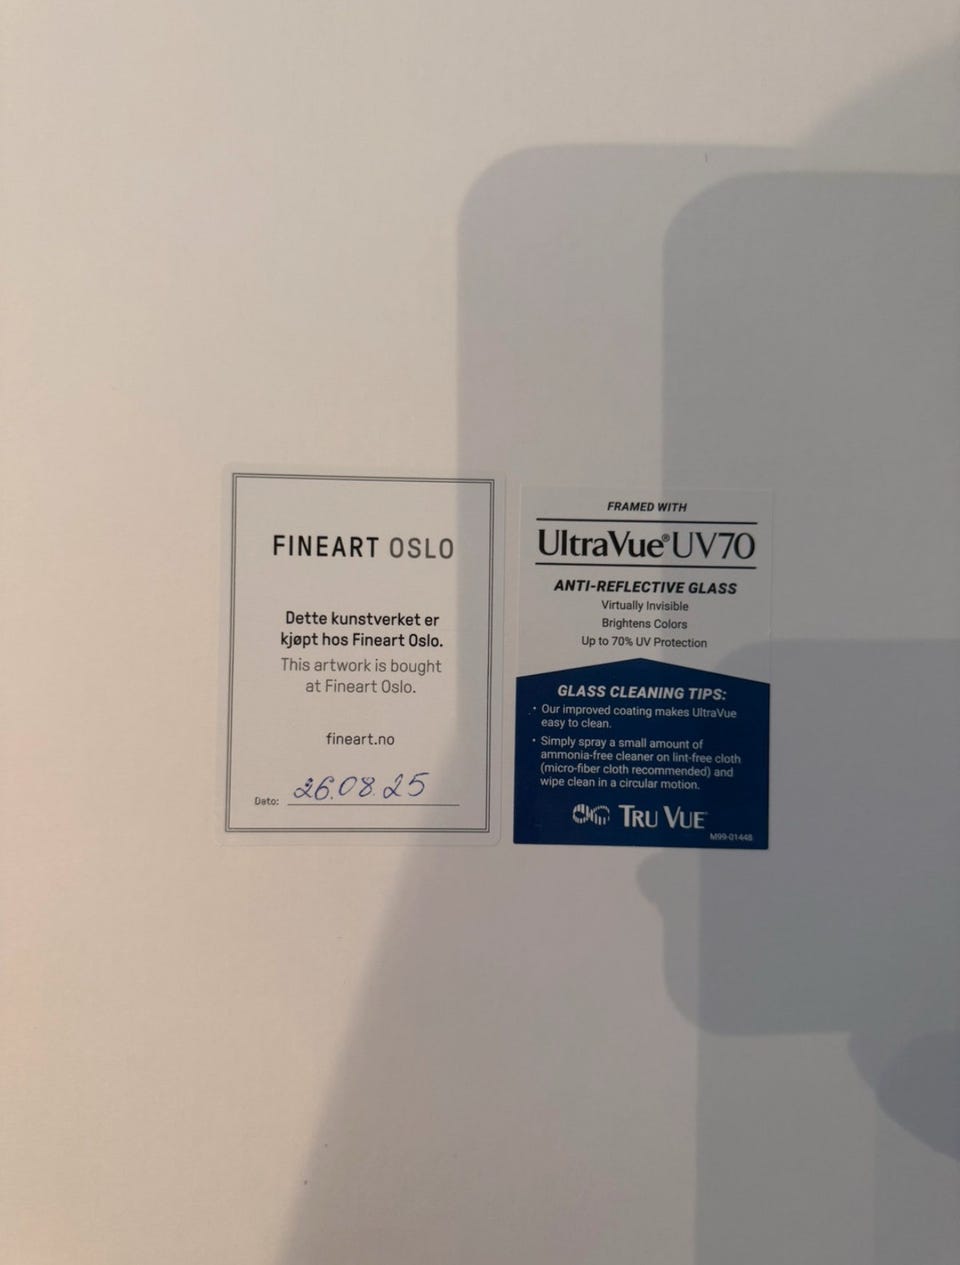 FINEART OSLO
Dette kunstverket er
kjøpt hos Fineart Oslo.
This artwork is bought
at Fineart Oslo.
fineart.no
Dato: 26.08.25
FRAMED WITH
UltraVue® UV70
ANTI-REFLECTIVE GLASS
Virtually Invisible
Brightens Colors
Up to 70% UV Protection
GLASS CLEANING TIPS:
• Our improved coating makes UltraVue
easy to clean.
• Simply spray a small amount of
ammonia-free cleaner on lint-free cloth
(micro-fiber cloth recommended) and
wipe clean in a circular motion.
TRU VUE
M99-01448